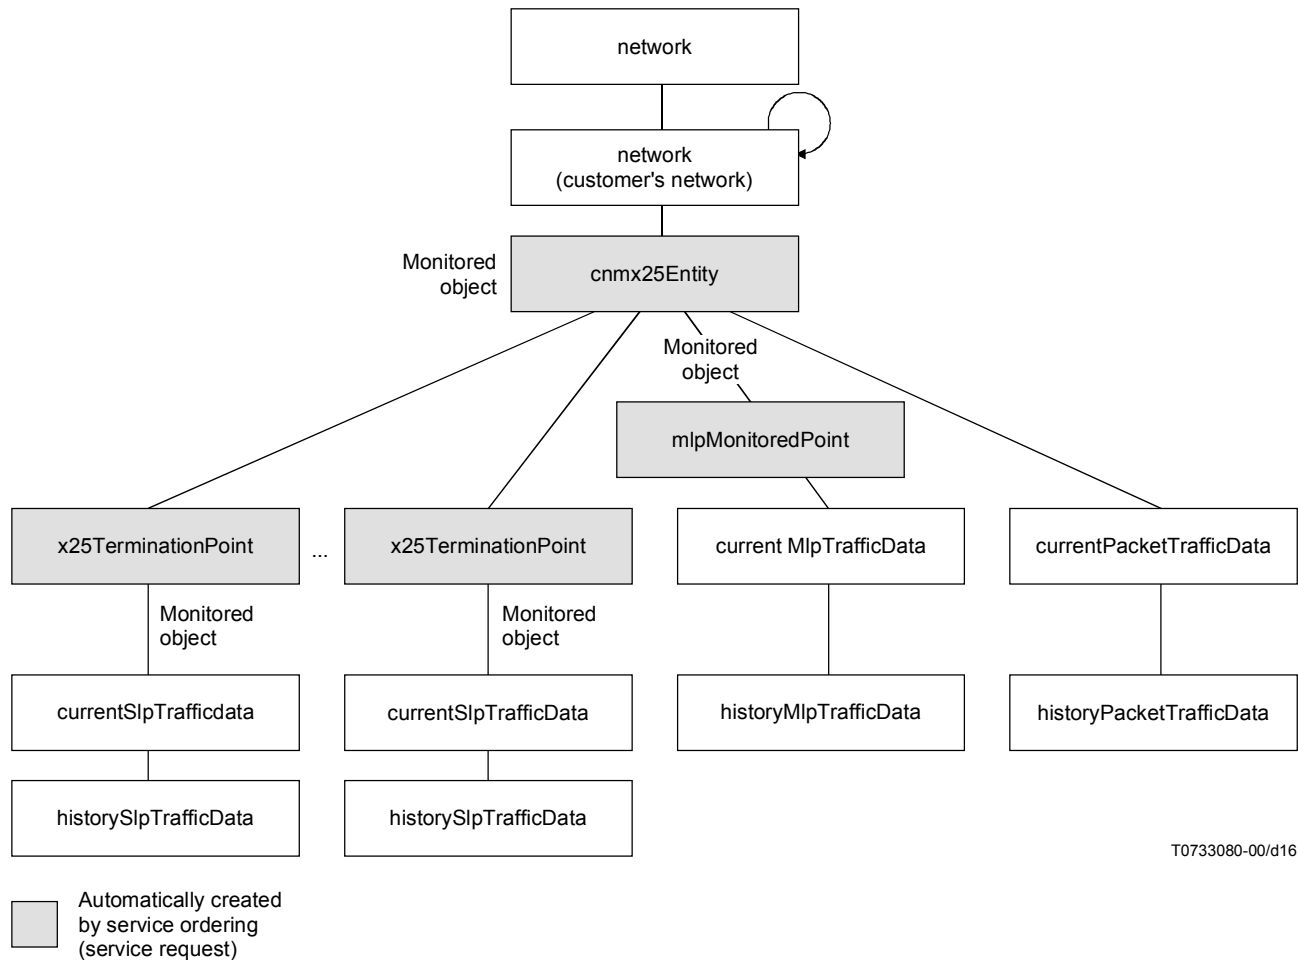 network
network
(customer's network)
Monitored
object
cnmx25Entity
Monitored
object
mlpMonitoredPoint
x25TerminationPoint
...
x25TerminationPoint
current MlpTrafficData
currentPacketTrafficData
Monitored
object
Monitored
object
currentSlpTrafficdata
currentSlpTrafficData
historyMlpTrafficData
historyPacketTrafficData
historySlpTrafficData
historySlpTrafficData
T0733080-00/d16
Automatically created
by service ordering
(service request)